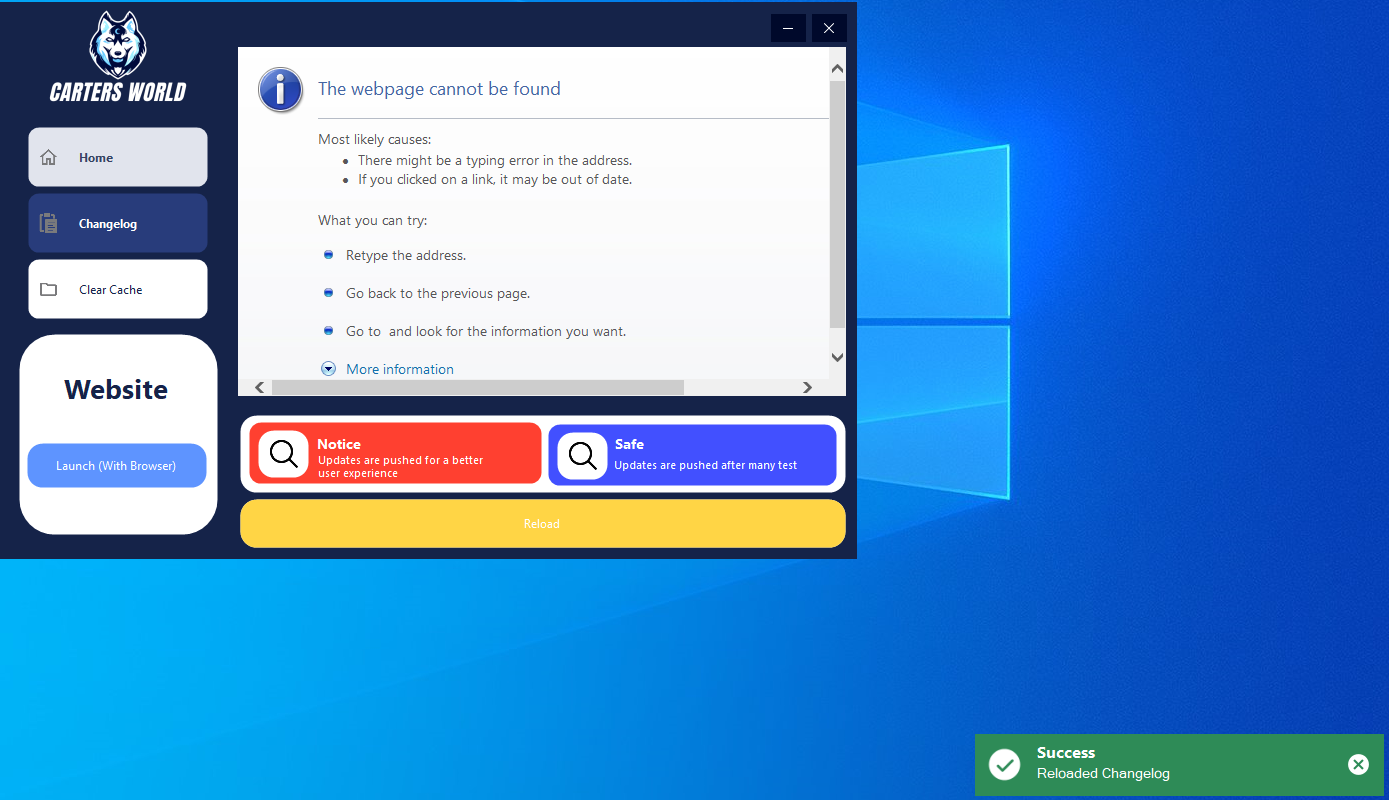 CARTERS WORLD
Home
Changelog
Clear Cache
Website
Launch (With Browser)
The webpage cannot be found
Most likely causes:
There might be a typing error in the address.
If you clicked on a link, it may be out of date.
What you can try:
Retype the address.
Go back to the previous page.
Go to  and look for the information you want.
More information
Notice
Updates are pushed for a better
user experience
Safe
Updates are pushed after many test
Reload
Success
Reloaded Changelog